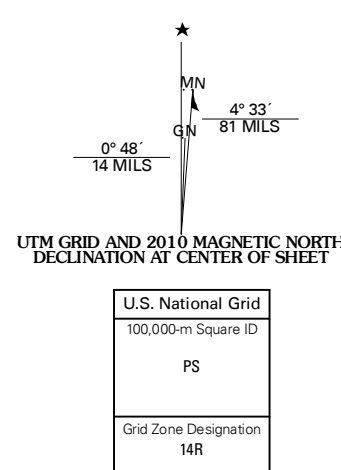 ★
MN
4° 33´
81 MILS
GN
0° 48´
14 MILS
UTM GRID AND 2010 MAGNETIC NORTH
DECLINATION AT CENTER OF SHEET
U.S. National Grid
100,000-m Square ID
PS
Grid Zone Designation
14R